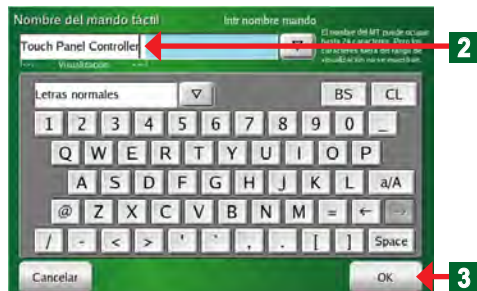 Nombre del mando táctil Intr nombre mando
El nombre del MT puede ocupar
hasta 24 caracteres. Pero los
caracteres fuera del rango de
visualización no se muestran.
Touch Panel Controller ▽ 2
<--- Visualización --->
Letras normales ▽ BS CL
1 2 3 4 5 6 7 8 9 0 _
Q W E R T Y U I O P
A S D F G H J K L a/A
@ Z X C V B N M = ← →
/ - < > ' ` , . [ ] Space
Cancelar OK 3